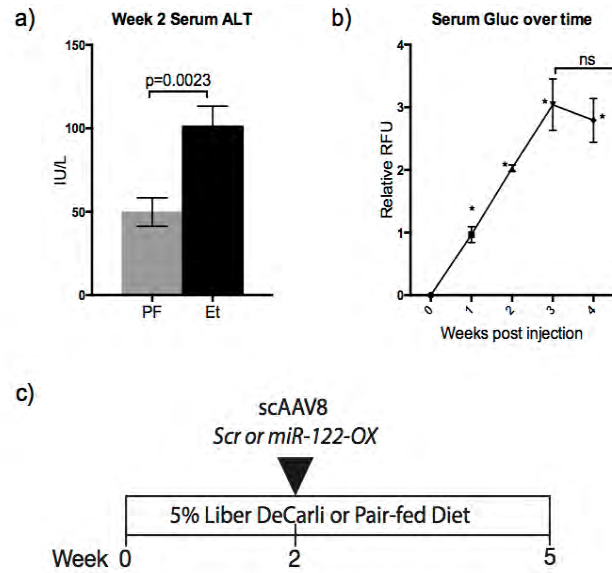 a)
Week 2 Serum ALT
150
100
50
0
IU/L
p=0.0023
PF
Et
b)
Serum Gluc over time
4
3
2
1
0
Relative RFU
ns
*
*
*
*
0
1
2
3
4
Weeks post injection
c)
scAAV8
Scr or miR-122-OX
5% Liber DeCarli or Pair-fed Diet
Week 0
2
5